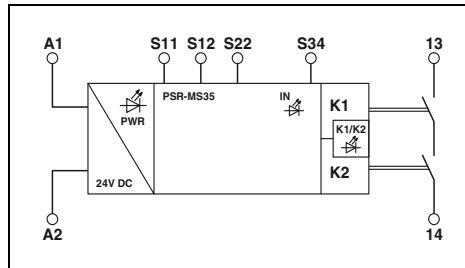 A1 S11 S12 S22 S34 13
PSR-MS35 IN K1
PWR K1/K2
24V DC K2
A2 14